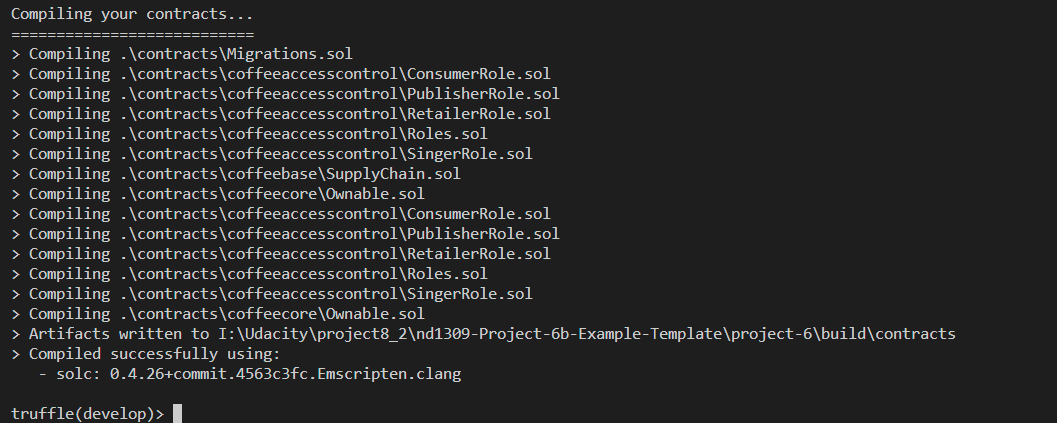 Compiling your contracts...
===========================
> Compiling .\contracts\Migrations.sol
> Compiling .\contracts\coffeeaccesscontrol\ConsumerRole.sol
> Compiling .\contracts\coffeeaccesscontrol\PublisherRole.sol
> Compiling .\contracts\coffeeaccesscontrol\RetailerRole.sol
> Compiling .\contracts\coffeeaccesscontrol\Roles.sol
> Compiling .\contracts\coffeeaccesscontrol\SingerRole.sol
> Compiling .\contracts\coffeebase\SupplyChain.sol
> Compiling .\contracts\coffeecore\Ownable.sol
> Compiling .\contracts\coffeeaccesscontrol\ConsumerRole.sol
> Compiling .\contracts\coffeeaccesscontrol\PublisherRole.sol
> Compiling .\contracts\coffeeaccesscontrol\RetailerRole.sol
> Compiling .\contracts\coffeeaccesscontrol\Roles.sol
> Compiling .\contracts\coffeeaccesscontrol\SingerRole.sol
> Compiling .\contracts\coffeecore\Ownable.sol
> Artifacts written to I:\Udacity\project8_2\nd1309-Project-6b-Example-Template\project-6\build\contracts
> Compiled successfully using:
   - solc: 0.4.26+commit.4563c3fc.Emscripten.clang
truffle(develop)>